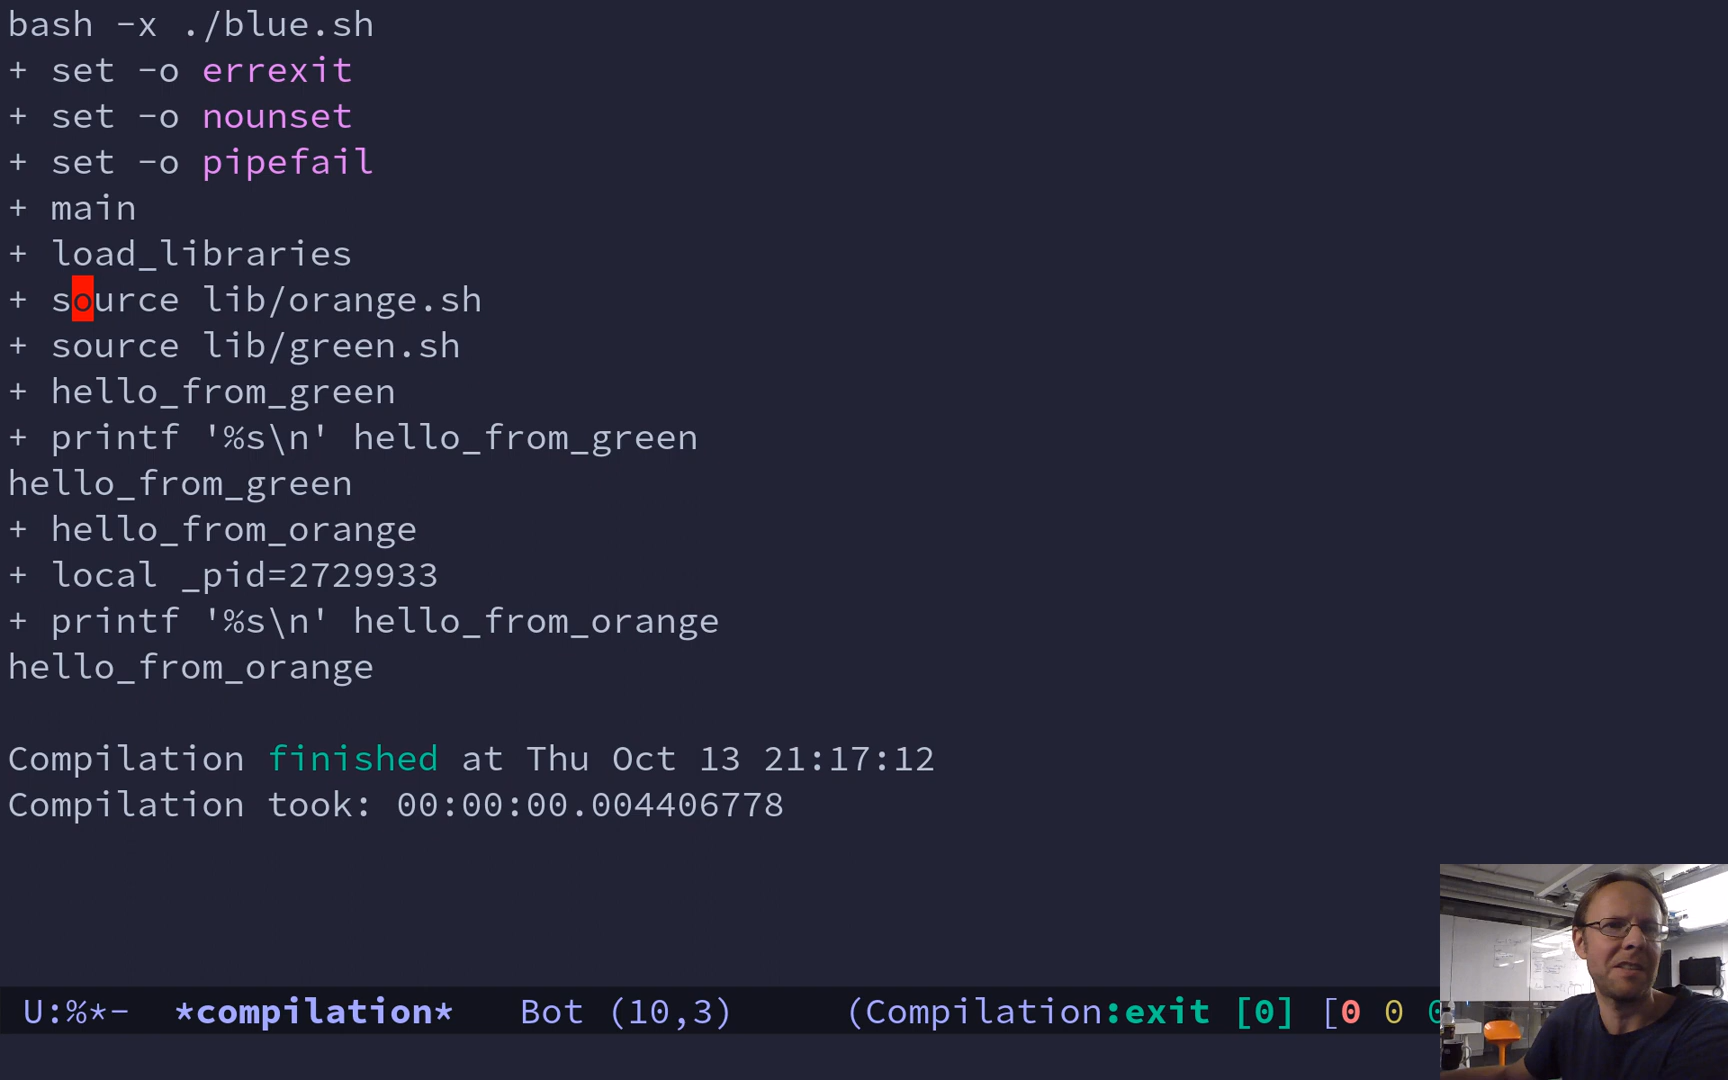 bash -x ./blue.sh
+ set -o errexit
+ set -o nounset
+ set -o pipefail
+ main
+ load_libraries
+ source lib/orange.sh
+ source lib/green.sh
+ hello_from_green
+ printf '%s\n' hello_from_green
hello_from_green
+ hello_from_orange
+ local _pid=2729933
+ printf '%s\n' hello_from_orange
hello_from_orange
Compilation finished at Thu Oct 13 21:17:12
Compilation took: 00:00:00.004406778
U:%*-  *compilation*   Bot (10,3)     (Compilation:exit [0] [0 0 0